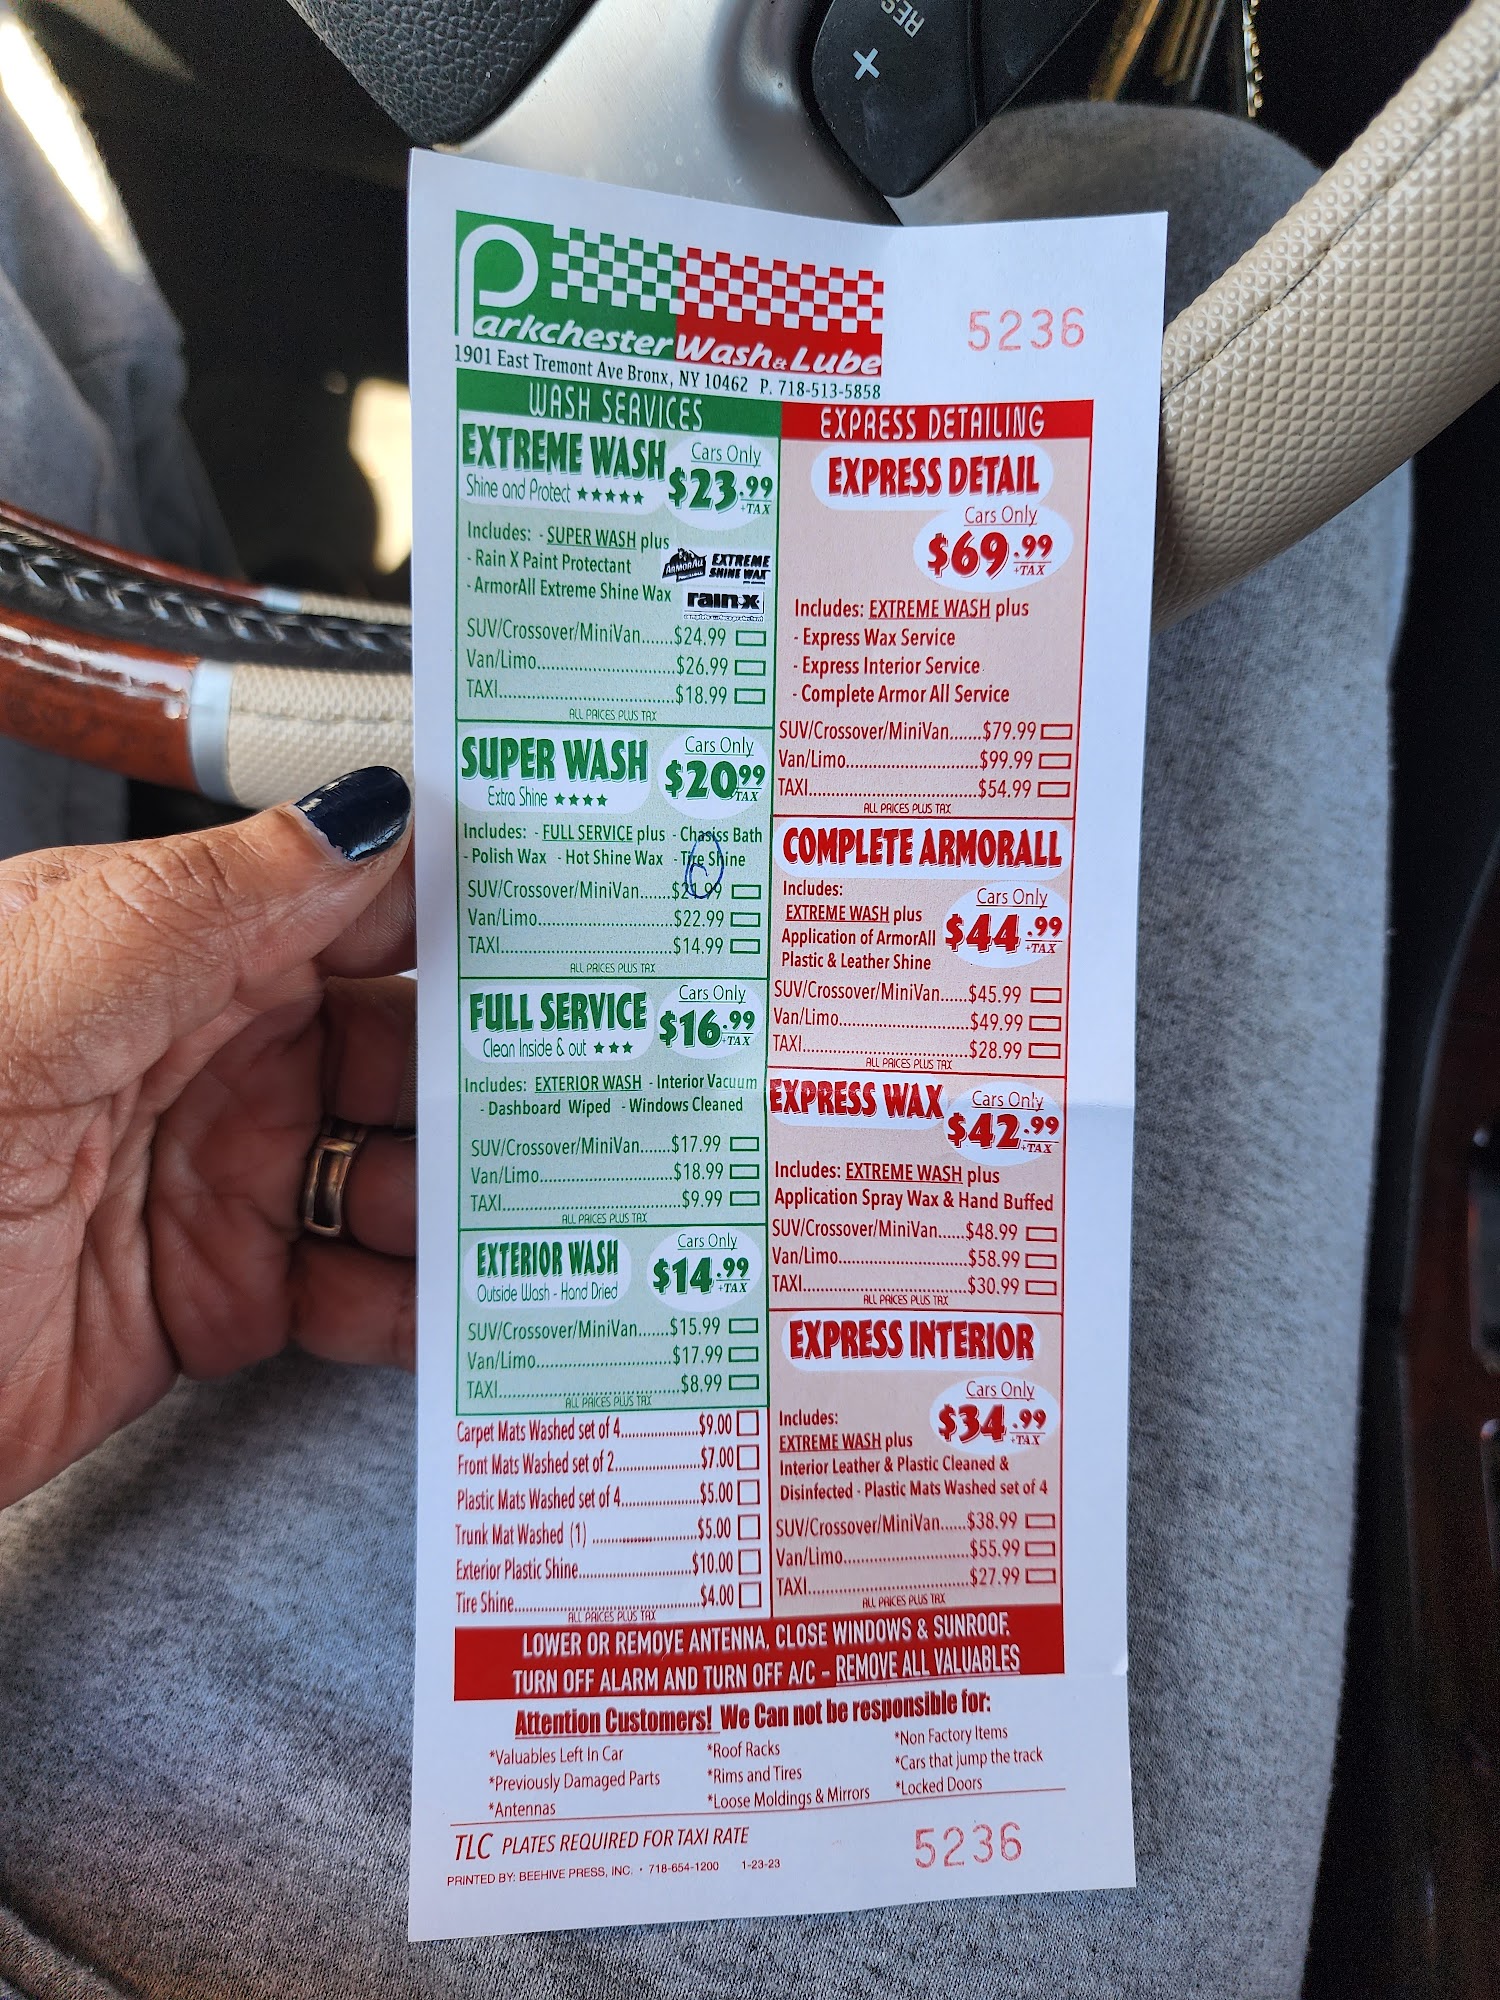 RES
+
Parkchester Wash & Lube
5236
1901 East Tremont Ave Bronx, NY 10462 P. 718-513-5858
WASH SERVICES
EXTREME WASH
Cars Only
Shine and Protect ★★★★★
$23.99
+TAX
Includes: - SUPER WASH plus
- Rain X Paint Protectant
- ArmorAll Extreme Shine Wax
ARMORALL
EXTREME
SHINE WAX
rain-x
complete surface protectant
SUV/Crossover/MiniVan.......$24.99
Van/Limo.............................$26.99
TAXI.....................................$18.99
ALL PRICES PLUS TAX
SUPER WASH
Cars Only
Extra Shine ★★★★
$20.99
+TAX
Includes: - FULL SERVICE plus - Chasiss Bath
- Polish Wax - Hot Shine Wax - Tire Shine
SUV/Crossover/MiniVan.......$21.99
Van/Limo.............................$22.99
TAXI.....................................$14.99
ALL PRICES PLUS TAX
FULL SERVICE
Cars Only
Clean Inside & out ★★★
$16.99
+TAX
Includes: EXTERIOR WASH - Interior Vacuum
- Dashboard Wiped - Windows Cleaned
SUV/Crossover/MiniVan.......$17.99
Van/Limo.............................$18.99
TAXI.....................................$9.99
ALL PRICES PLUS TAX
EXTERIOR WASH
Cars Only
Outside Wash - Hand Dried
$14.99
+TAX
SUV/Crossover/MiniVan.......$15.99
Van/Limo.............................$17.99
TAXI.....................................$8.99
ALL PRICES PLUS TAX
Carpet Mats Washed set of 4..................$9.00
Front Mats Washed set of 2....................$7.00
Plastic Mats Washed set of 4..................$5.00
Trunk Mat Washed (1) ........................$5.00
Exterior Plastic Shine..........................$10.00
Tire Shine...........................................$4.00
ALL PRICES PLUS TAX
EXPRESS DETAILING
EXPRESS DETAIL
Cars Only
$69.99
+TAX
Includes: EXTREME WASH plus
- Express Wax Service
- Express Interior Service
- Complete Armor All Service
SUV/Crossover/MiniVan.......$79.99
Van/Limo.............................$99.99
TAXI.....................................$54.99
ALL PRICES PLUS TAX
COMPLETE ARMORALL
Includes:
Cars Only
EXTREME WASH plus
$44.99
+TAX
Application of ArmorAll
Plastic & Leather Shine
SUV/Crossover/MiniVan......$45.99
Van/Limo.............................$49.99
TAXI.....................................$28.99
ALL PRICES PLUS TAX
EXPRESS WAX
Cars Only
$42.99
+TAX
Includes: EXTREME WASH plus
Application Spray Wax & Hand Buffed
SUV/Crossover/MiniVan......$48.99
Van/Limo.............................$58.99
TAXI.....................................$30.99
ALL PRICES PLUS TAX
EXPRESS INTERIOR
Cars Only
$34.99
+TAX
Includes:
EXTREME WASH plus
Interior Leather & Plastic Cleaned &
Disinfected - Plastic Mats Washed set of 4
SUV/Crossover/MiniVan......$38.99
Van/Limo.............................$55.99
TAXI.....................................$27.99
ALL PRICES PLUS TAX
LOWER OR REMOVE ANTENNA, CLOSE WINDOWS & SUNROOF,
TURN OFF ALARM AND TURN OFF A/C - REMOVE ALL VALUABLES
Attention Customers! We Can not be responsible for:
*Valuables Left In Car
*Previously Damaged Parts
*Antennas
*Roof Racks
*Rims and Tires
*Loose Moldings & Mirrors
*Non Factory Items
*Cars that jump the track
*Locked Doors
TLC PLATES REQUIRED FOR TAXI RATE
5236
PRINTED BY: BEEHIVE PRESS, INC. • 718-654-1200 1-23-23